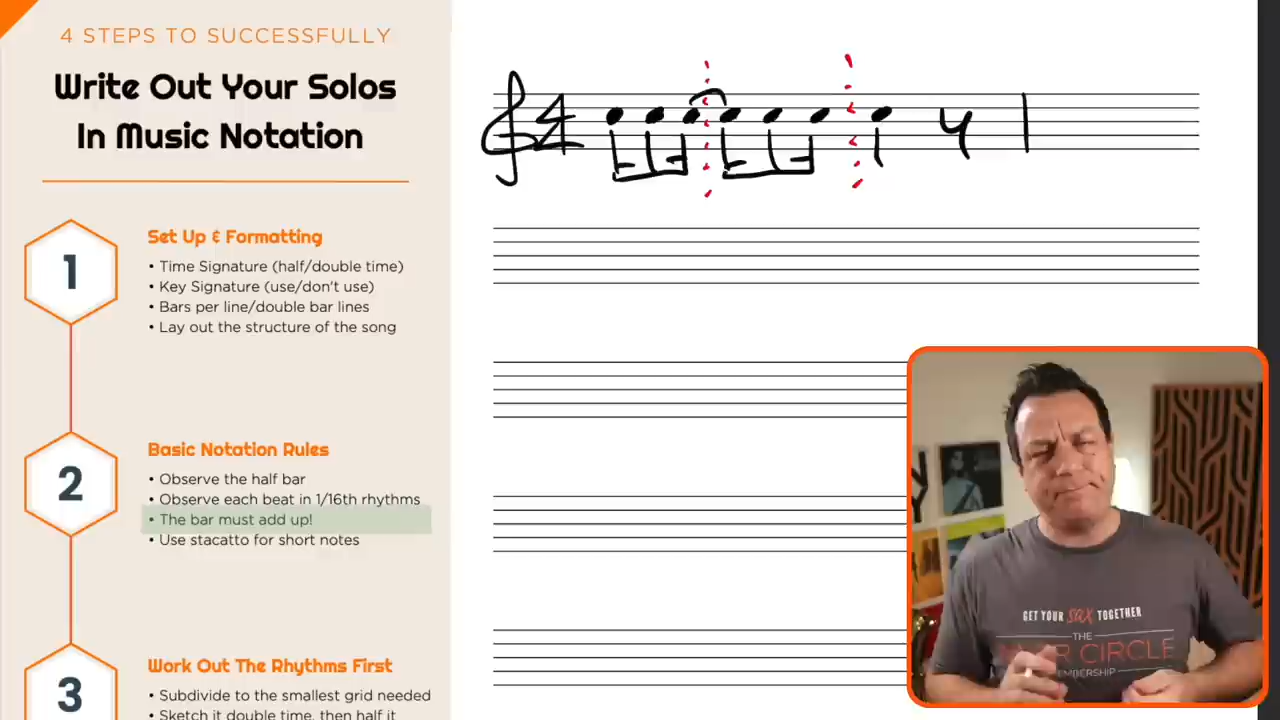 4 STEPS TO SUCCESSFULLY
Write Out Your Solos
In Music Notation
1
Set Up & Formatting
• Time Signature (half/double time)
• Key Signature (use/don't use)
• Bars per line/double bar lines
• Lay out the structure of the song
2
Basic Notation Rules
• Observe the half bar
• Observe each beat in 1/16th rhythms
• The bar must add up!
• Use stacatto for short notes
3
Work Out The Rhythms First
• Subdivide to the smallest grid needed
• Sketch it double time, then half it
GET YOUR SAX TOGETHER
THE
CIRCLE
MEMBERSHIP